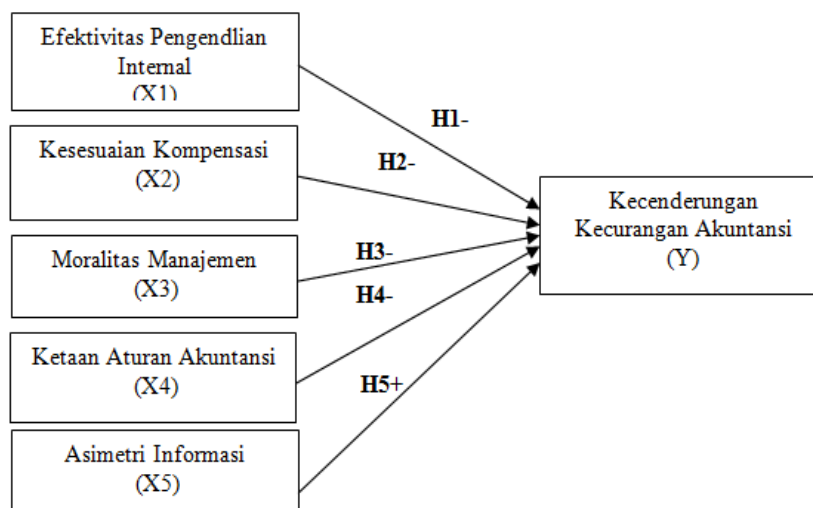 Efektivitas Pengendlian
Internal
(X1)
Kesesuaian Kompensasi
(X2)
Moralitas Manajemen
(X3)
Ketaan Aturan Akuntansi
(X4)
Asimetri Informasi
(X5)
H1-
H2-
H3-
H4-
H5+
Kecenderungan
Kecurangan Akuntansi
(Y)